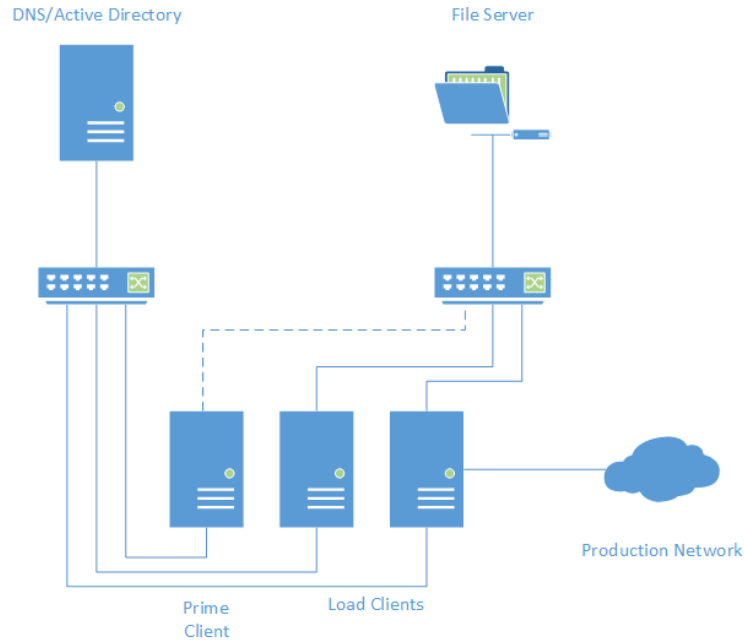 DNS/Active Directory
File Server
Production Network
Prime
Client
Load Clients